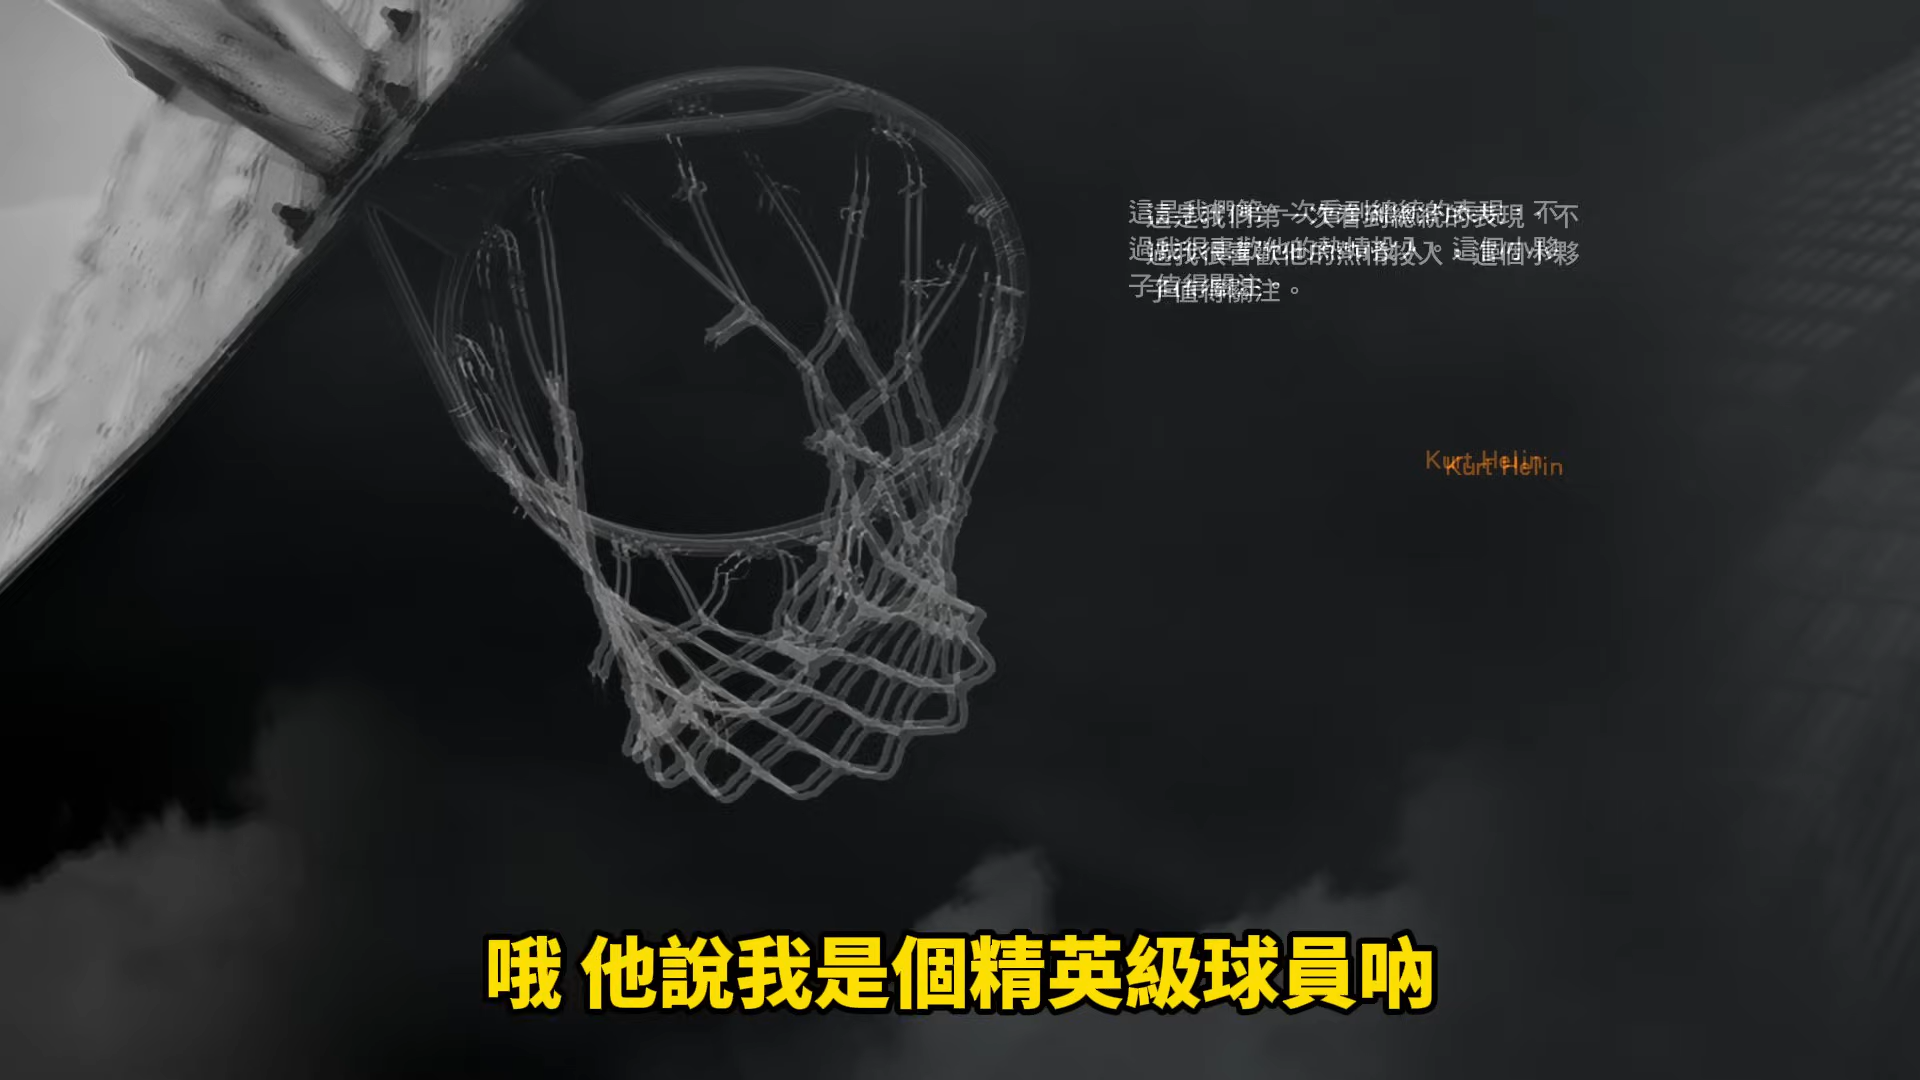 這是我們第一次看到總統的表現，不
過我很喜歡他的熱情投入。這個小夥
子值得關注。
Kurt Helin
哦 他說我是個精英級球員吶